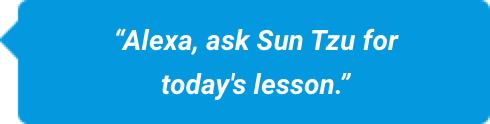 “Alexa, ask Sun Tzu for
today's lesson.”